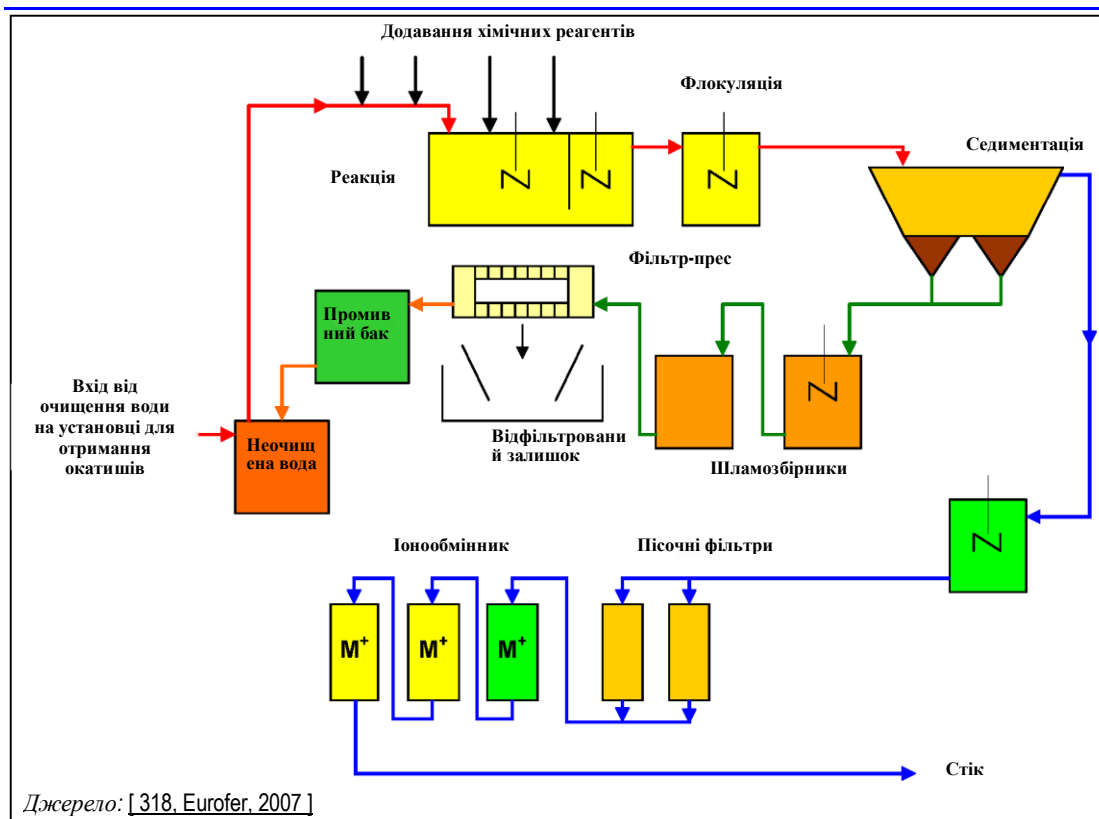 Додавання хімічних реагентів
Флокуляція
Седиментація
Реакція
Фільтр-прес
Промив
ний бак
Вхід від
очищення води
на установці для
отримання
окатишів
Неочищ
ена вода
Відфільтровани
й залишок
Шламозбірники
Іонообмінник
Пісочні фільтри
M+
M+
M+
Стік
Джерело: [ 318, Eurofer, 2007 ]